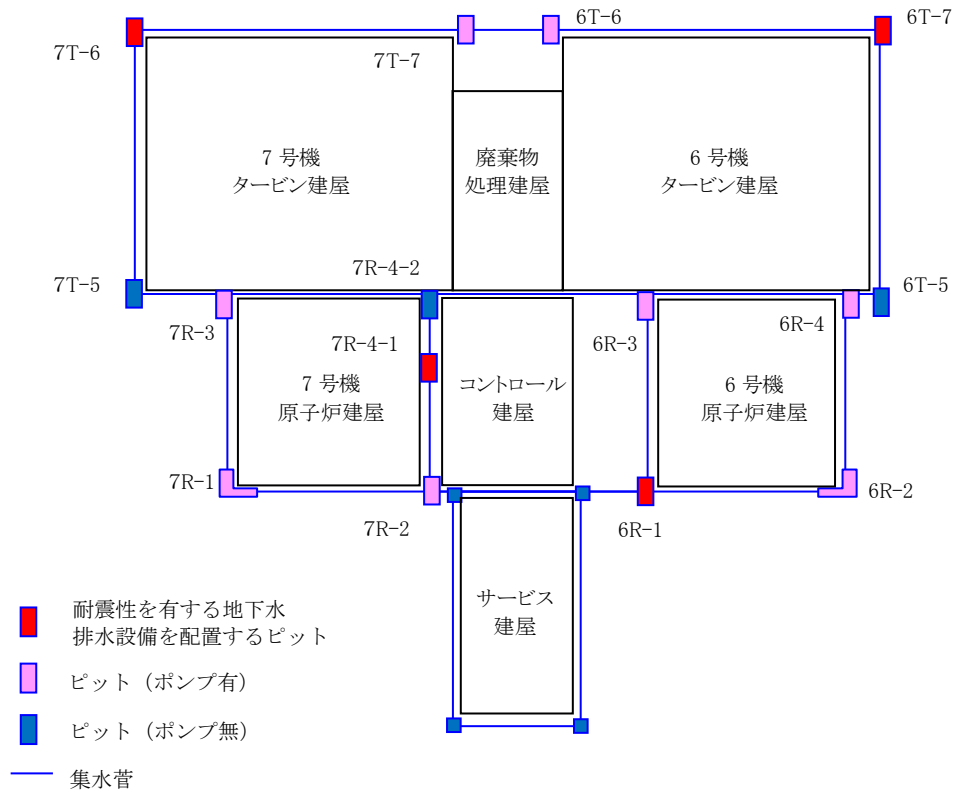 6T-6
6T-7
7T-6
7T-7
7 号機
タービン建屋
廃棄物
処理建屋
6 号機
タービン建屋
7R-4-2
7T-5
6T-5
7R-3
7R-4-1
6R-3
6R-4
7 号機
原子炉建屋
コントロール
建屋
6 号機
原子炉建屋
7R-1
6R-2
7R-2
6R-1
サービス
建屋
耐震性を有する地下水
排水設備を配置するピット
ピット（ポンプ有）
ピット（ポンプ無）
集水菅